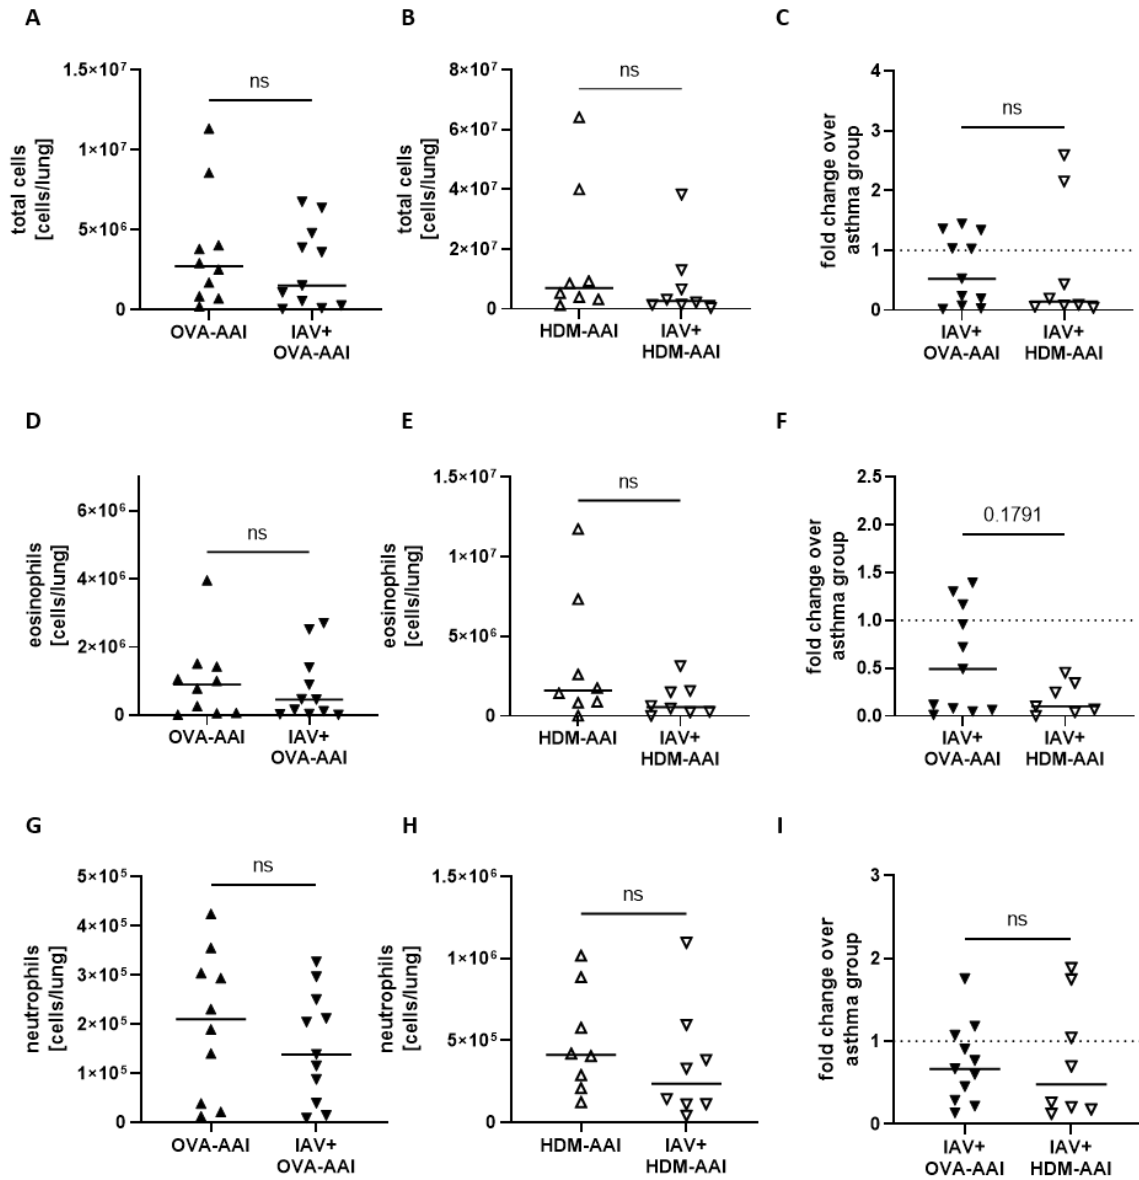 A
total cells
[cells/lung]
1.5×10⁷
1×10⁷
5×10⁶
0
ns
OVA-AAI
IAV+
OVA-AAI
B
total cells
[cells/lung]
8×10⁷
6×10⁷
4×10⁷
2×10⁷
0
ns
HDM-AAI
IAV+
HDM-AAI
C
fold change over
asthma group
4
3
2
1
0
ns
IAV+
OVA-AAI
IAV+
HDM-AAI
D
eosinophils
[cells/lung]
6×10⁶
4×10⁶
2×10⁶
0
ns
OVA-AAI
IAV+
OVA-AAI
E
eosinophils
[cells/lung]
1.5×10⁷
1×10⁷
5×10⁶
0
ns
HDM-AAI
IAV+
HDM-AAI
F
fold change over
asthma group
2.5
2.0
1.5
1.0
0.5
0.0
0.1791
IAV+
OVA-AAI
IAV+
HDM-AAI
G
neutrophils
[cells/lung]
5×10⁵
4×10⁵
3×10⁵
2×10⁵
1×10⁵
0
ns
OVA-AAI
IAV+
OVA-AAI
H
neutrophils
[cells/lung]
1.5×10⁶
1×10⁶
5×10⁵
0
ns
HDM-AAI
IAV+
HDM-AAI
I
fold change over
asthma group
3
2
1
0
ns
IAV+
OVA-AAI
IAV+
HDM-AAI